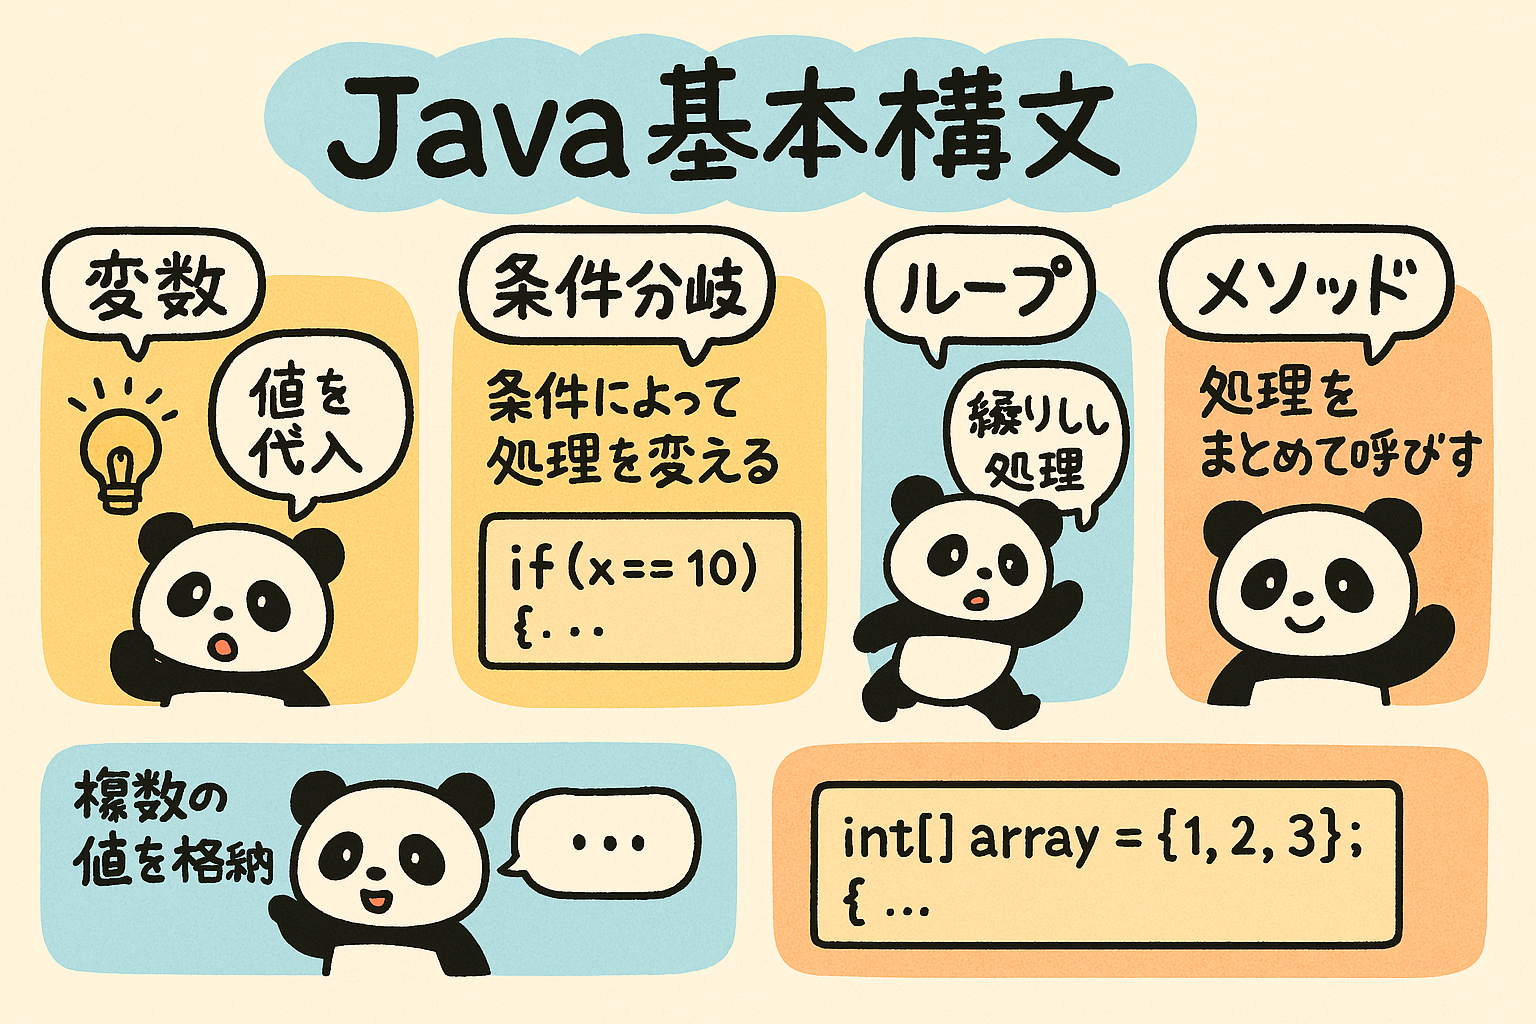 Java基本構文
変数
値を
代入
条件分岐
条件によって
処理を変える
if (x == 10)
{...
ループ
繰りしし
処理
メソッド
処理を
まとめて呼びす
数の
値を格納
...
int[] array = {1, 2, 3};
{ ...